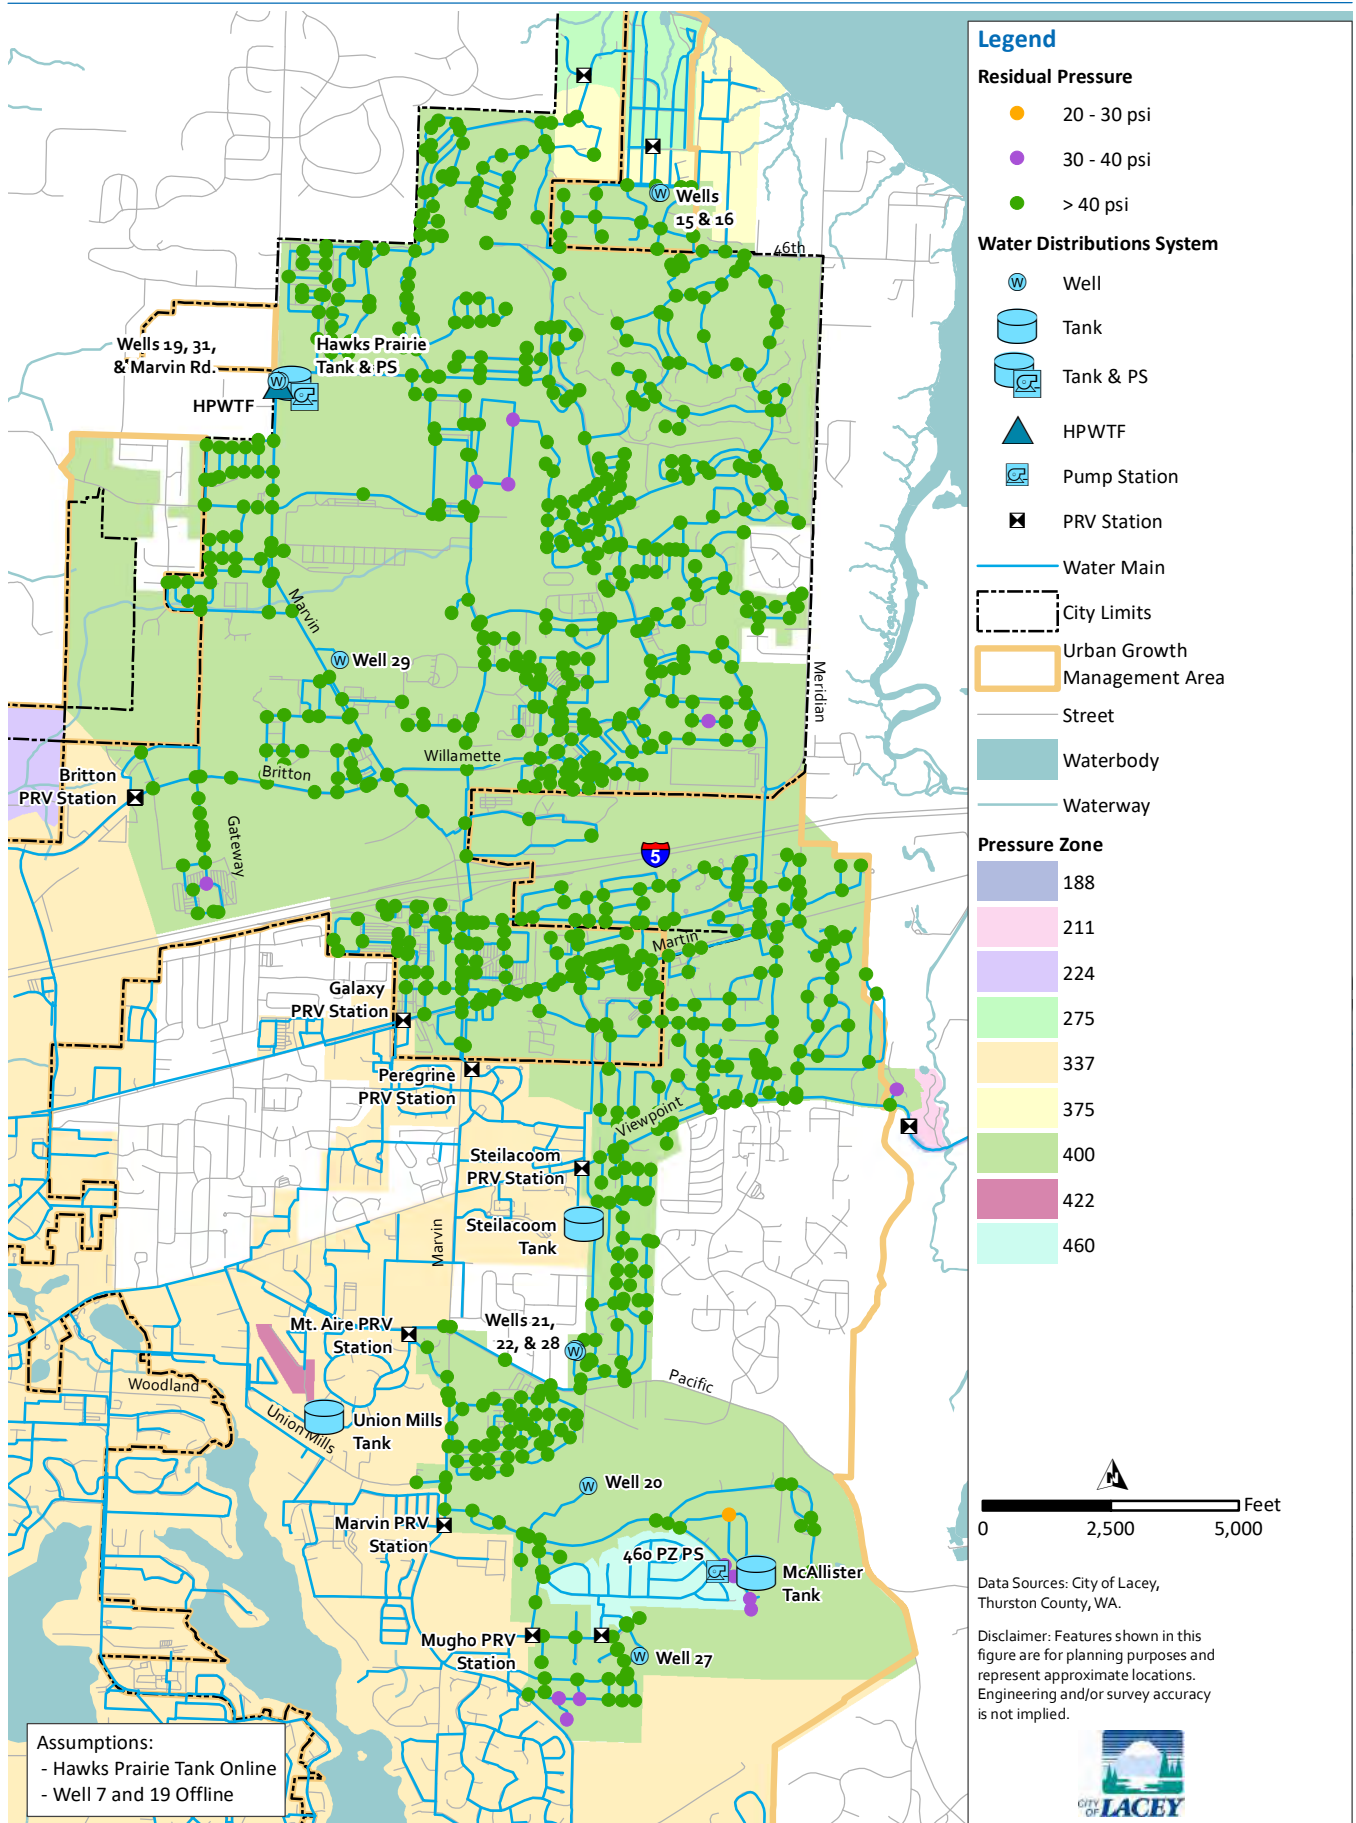 46th
Wells
15 & 16
Wells 19, 31,
& Marvin Rd.
Hawks Prairie
Tank & PS
HPWTF
Marvin
Well 29
Meridian
Willamette
Britton
Britton
PRV Station
Gateway
5
Martin
Galaxy
PRV Station
Peregrine
PRV Station
Viewpoint
Steilacoom
PRV Station
Steilacoom
Tank
Marvin
Mt. Aire PRV
Station
Wells 21,
22, & 28
Pacific
Woodland
Union Mills
Union Mills
Tank
Well 20
Marvin PRV
Station
460 PZ PS
McAllister
Tank
Mugho PRV
Station
Well 27
Assumptions:
- Hawks Prairie Tank Online
- Well 7 and 19 Offline
Legend
Residual Pressure
20 - 30 psi
30 - 40 psi
> 40 psi
Water Distributions System
W Well
Tank
Tank & PS
HPWTF
Pump Station
PRV Station
Water Main
City Limits
Urban Growth
Management Area
Street
Waterbody
Waterway
Pressure Zone
188
211
224
275
337
375
400
422
460
N
Feet
0 2,500 5,000
Data Sources: City of Lacey,
Thurston County, WA.
Disclaimer: Features shown in this
figure are for planning purposes and
represent approximate locations.
Engineering and/or survey accuracy
is not implied.
CITY OF LACEY